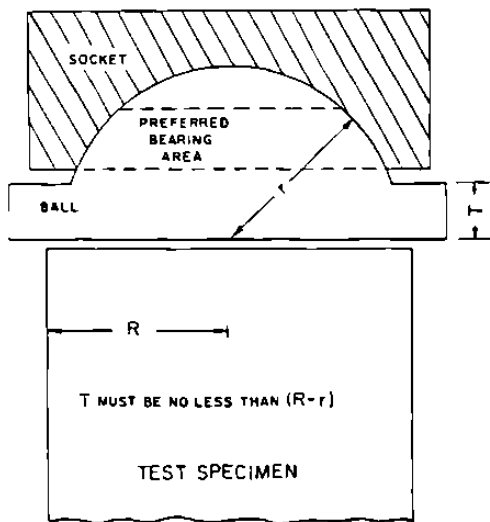 SOCKET
PREFERRED
BEARING
AREA
r
BALL
T
R
T MUST BE NO LESS THAN (R-r)
TEST SPECIMEN